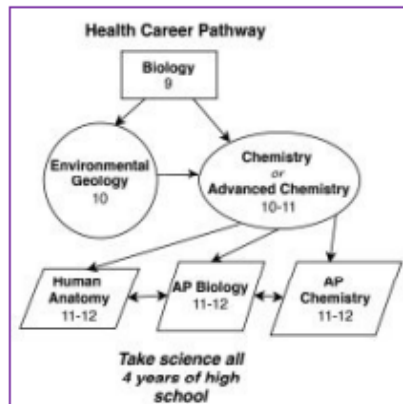 Health Career Pathway
Biology
9
Environmental
Geology
10
Chemistry
or
Advanced Chemistry
10-11
Human
Anatomy
11-12
AP Biology
11-12
AP
Chemistry
11-12
Take science all
4 years of high
school